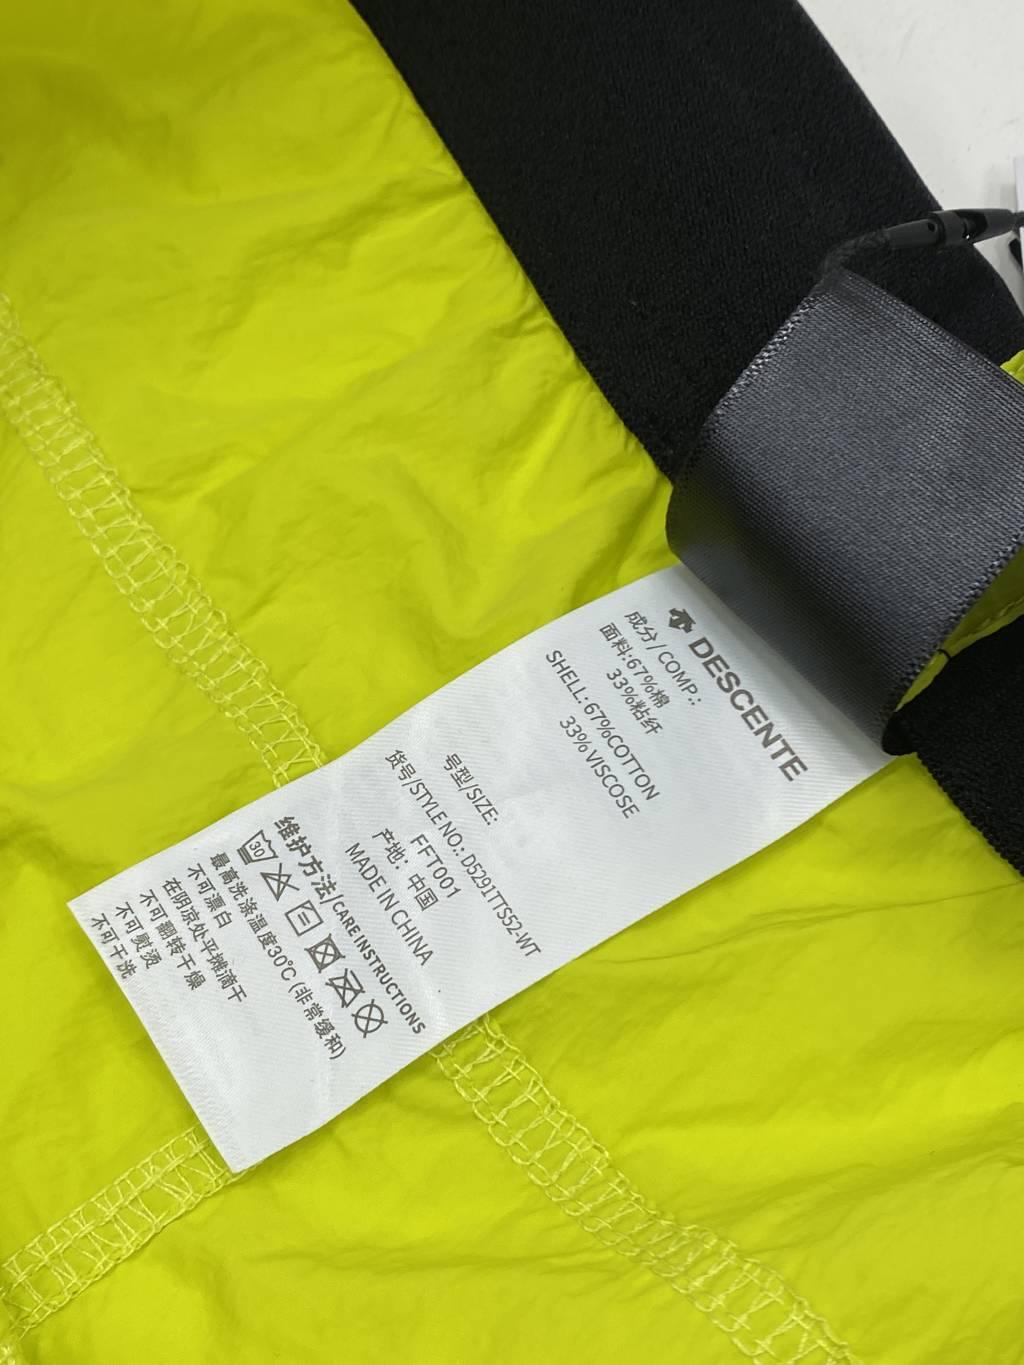 DESCENTE
成分/COMP.:
面料:67%棉
33%粘纤
SHELL: 67%COTTON
33% VISCOSE
号型/SIZE:
货号/STYLE NO.: D5291TTS52-WT
FFT001
产地：中国
MADE IN CHINA
维护方法/CARE INSTRUCTIONS
30
最高洗涤温度30℃(非常缓和)
不可漂白
在阴凉处平摊滴干
不可翻转干燥
不可熨烫
不可干洗